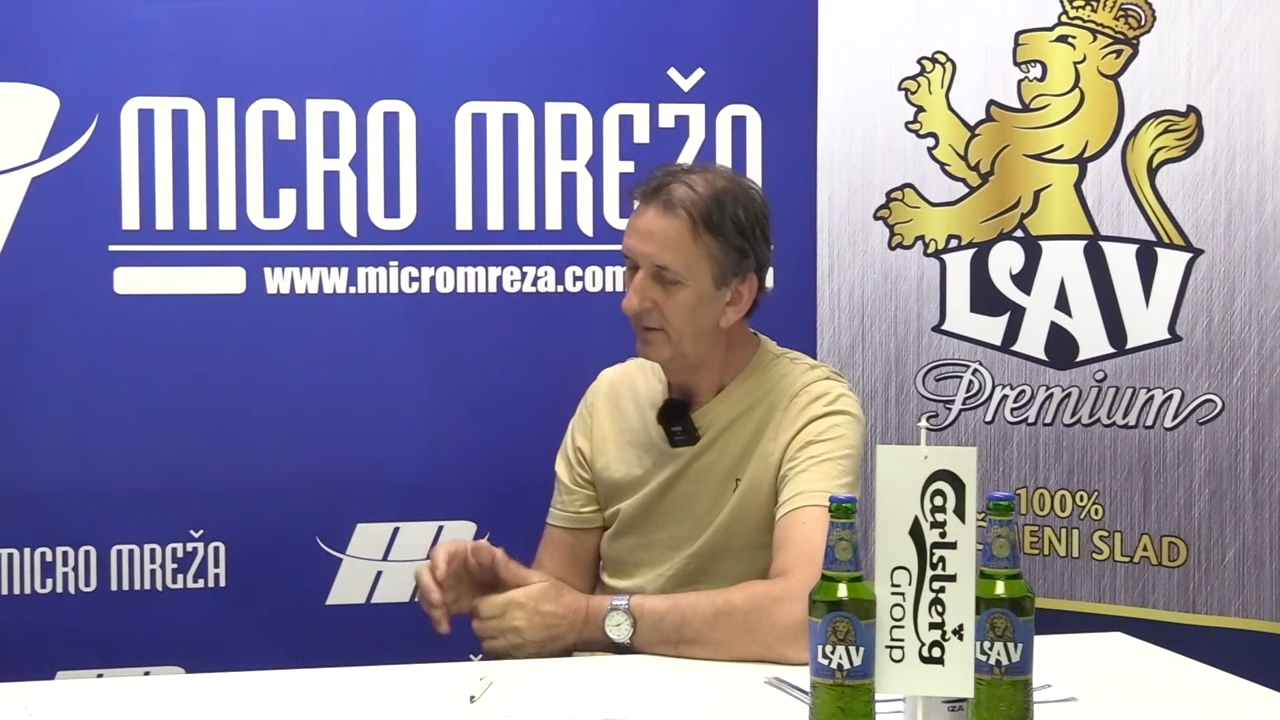 MICRO MREŽA
www.micromreza.com
MICRO MREŽA
LAV
Premium
100%
ENI SLAD
Carlsberg
Group
LAV
LAV